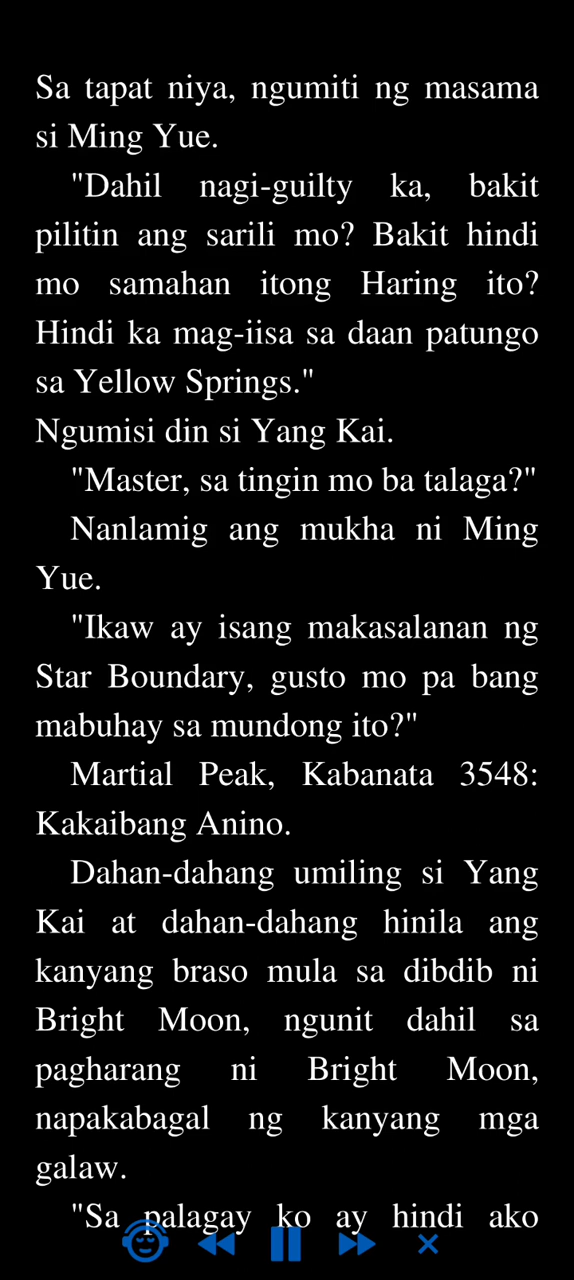 Sa tapat niya, ngumiti ng masama
si Ming Yue.
"Dahil nagi-guilty ka, bakit
pilitin ang sarili mo? Bakit hindi
mo samahan itong Haring ito?
Hindi ka mag-iisa sa daan patungo
sa Yellow Springs."
Ngumisi din si Yang Kai.
"Master, sa tingin mo ba talaga?"
Nanlamig ang mukha ni Ming
Yue.
"Ikaw ay isang makasalanan ng
Star Boundary, gusto mo pa bang
mabuhay sa mundong ito?"
Martial Peak, Kabanata 3548:
Kakaibang Anino.
Dahan-dahang umiling si Yang
Kai at dahan-dahang hinila ang
kanyang braso mula sa dibdib ni
Bright Moon, ngunit dahil sa
pagharang ni Bright Moon,
napakabagal ng kanyang mga
galaw.
"Sa palagay ko ay hindi ako